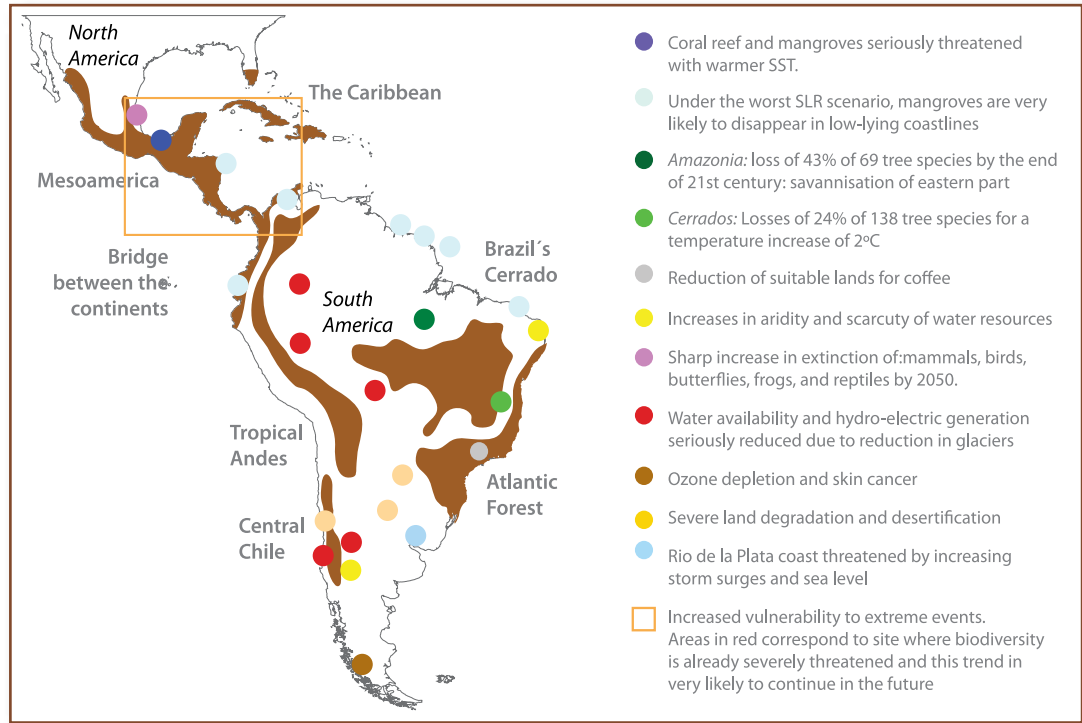 North
America
The Caribbean
Mesoamerica
Bridge
between the
continents
Brazil´s
Cerrado
South
America
Tropical
Andes
Atlantic
Forest
Central
Chile
Coral reef and mangroves seriously threatened
with warmer SST.
Under the worst SLR scenario, mangroves are very
likely to disappear in low-lying coastlines
Amazonia: loss of 43% of 69 tree species by the end
of 21st century: savannisation of eastern part
Cerrados: Losses of 24% of 138 tree species for a
temperature increase of 2ºC
Reduction of suitable lands for coffee
Increases in aridity and scarcuty of water resources
Sharp increase in extinction of:mammals, birds,
butterflies, frogs, and reptiles by 2050.
Water availability and hydro-electric generation
seriously reduced due to reduction in glaciers
Ozone depletion and skin cancer
Severe land degradation and desertification
Rio de la Plata coast threatened by increasing
storm surges and sea level
Increased vulnerability to extreme events.
Areas in red correspond to site where biodiversity
is already severely threatened and this trend in
very likely to continue in the future